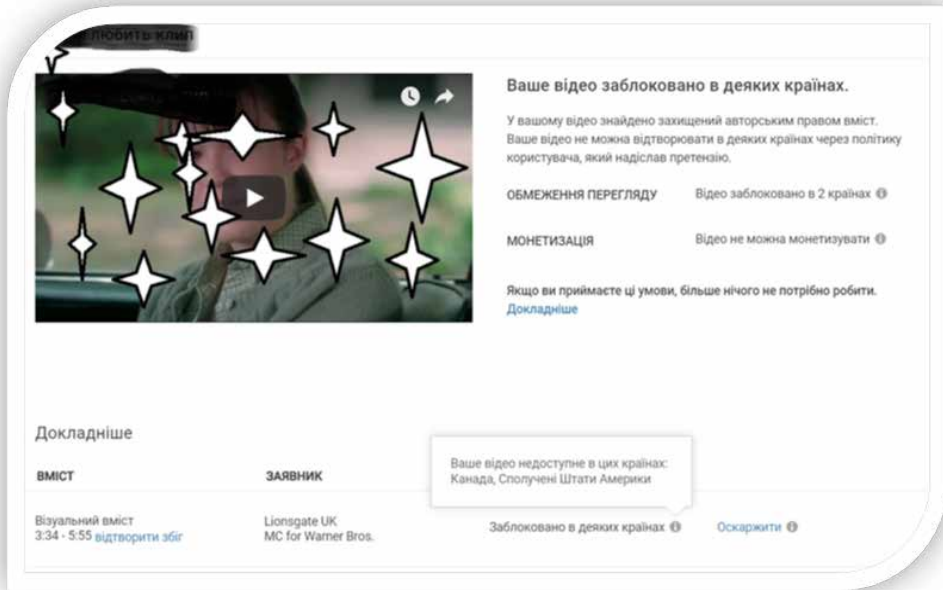 любить клип
Ваше відео заблоковано в деяких країнах.
У вашому відео знайдено захищений авторським правом вміст.
Ваше відео не можна відтворювати в деяких країнах через політику
користувача, який надіслав претензію.
ОБМЕЖЕННЯ ПЕРЕГЛЯДУ Відео заблоковано в 2 країнах
МОНЕТИЗАЦІЯ Відео не можна монетизувати
Якщо ви приймаєте ці умови, більше нічого не потрібно робити.
Докладніше
Докладніше
Ваше відео недоступне в цих країнах:
Канада, Сполучені Штати Америки
ВМІСТ ЗАЯВНИК
Візуальний вміст
3:34 - 5:55 відтворити збіг
Lionsgate UK
MC for Warner Bros.
Заблоковано в деяких країнах Оскаржити